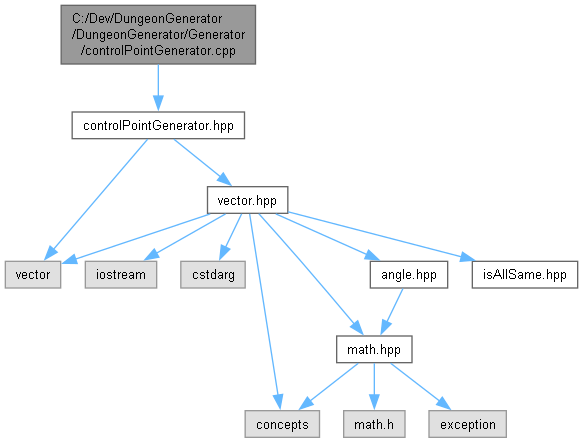 C:/Dev/DungeonGenerator
/DungeonGenerator/Generator
/controlPointGenerator.cpp
controlPointGenerator.hpp
vector.hpp
vector
iostream
cstdarg
angle.hpp
isAllSame.hpp
math.hpp
concepts
math.h
exception